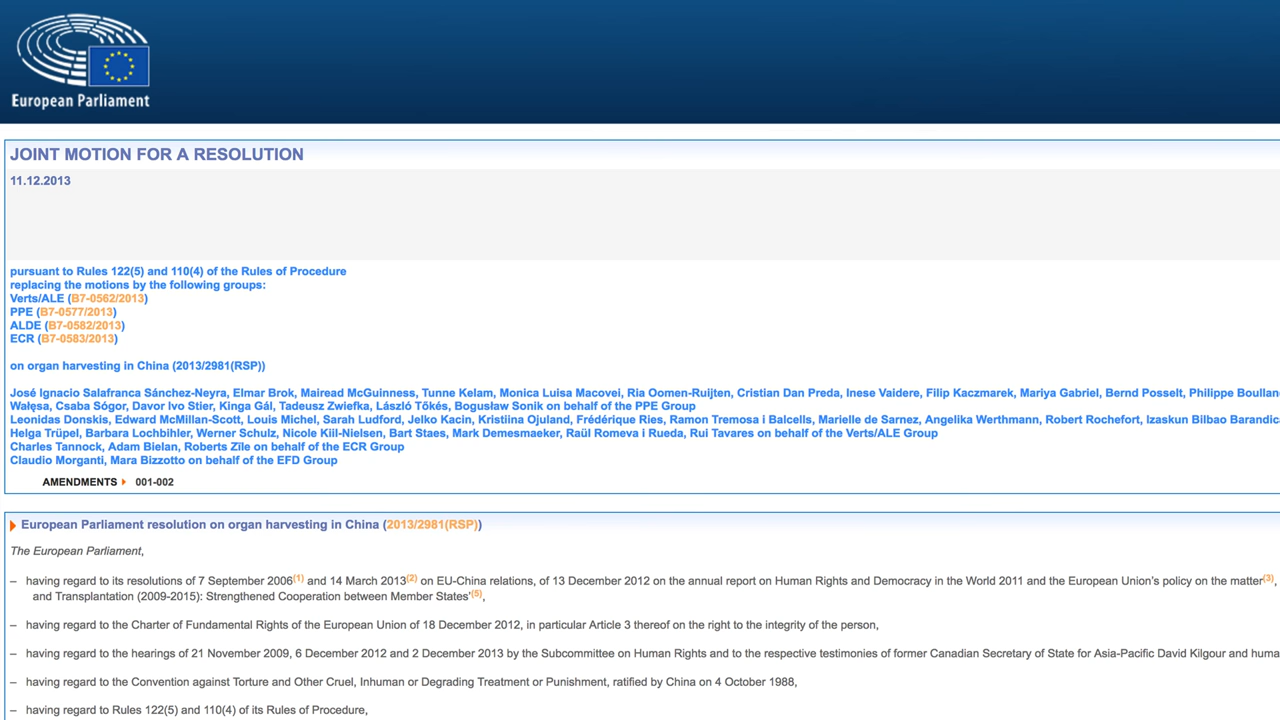 European Parliament
JOINT MOTION FOR A RESOLUTION
11.12.2013
pursuant to Rules 122(5) and 110(4) of the Rules of Procedure
replacing the motions by the following groups:
Verts/ALE (B7-0562/2013)
PPE (B7-0577/2013)
ALDE (B7-0582/2013)
ECR (B7-0583/2013)
on organ harvesting in China (2013/2981(RSP))
José Ignacio Salafranca Sánchez-Neyra, Elmar Brok, Mairead McGuinness, Tunne Kelam, Monica Luisa Macovei, Ria Oomen-Ruijten, Cristian Dan Preda, Inese Vaidere, Filip Kaczmarek, Mariya Gabriel, Bernd Posselt, Philippe Boullan
Wałęsa, Csaba Sógor, Davor Ivo Stier, Kinga Gál, Tadeusz Zwiefka, László Tőkés, Bogusław Sonik on behalf of the PPE Group
Leonidas Donskis, Edward McMillan-Scott, Louis Michel, Sarah Ludford, Jelko Kacin, Kristiina Ojuland, Frédérique Ries, Ramon Tremosa i Balcells, Marielle de Sarnez, Angelika Werthmann, Robert Rochefort, Izaskun Bilbao Barandica
Helga Trüpel, Barbara Lochbihler, Werner Schulz, Nicole Kiil-Nielsen, Bart Staes, Mark Demesmaeker, Raül Romeva i Rueda, Rui Tavares on behalf of the Verts/ALE Group
Charles Tannock, Adam Bielan, Roberts Zīle on behalf of the ECR Group
Claudio Morganti, Mara Bizzotto on behalf of the EFD Group
AMENDMENTS 001-002
European Parliament resolution on organ harvesting in China (2013/2981(RSP))
The European Parliament,
– having regard to its resolutions of 7 September 2006(1) and 14 March 2013(2) on EU-China relations, of 13 December 2012 on the annual report on Human Rights and Democracy in the World 2011 and the European Union's policy on the matter(3),
and Transplantation (2009-2015): Strengthened Cooperation between Member States'(5),
– having regard to the Charter of Fundamental Rights of the European Union of 18 December 2012, in particular Article 3 thereof on the right to the integrity of the person,
– having regard to the hearings of 21 November 2009, 6 December 2012 and 2 December 2013 by the Subcommittee on Human Rights and to the respective testimonies of former Canadian Secretary of State for Asia-Pacific David Kilgour and huma
– having regard to the Convention against Torture and Other Cruel, Inhuman or Degrading Treatment or Punishment, ratified by China on 4 October 1988,
– having regard to Rules 122(5) and 110(4) of its Rules of Procedure,